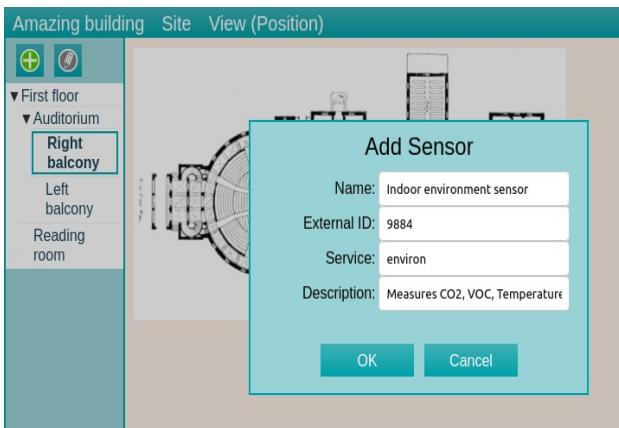 Amazing building Site View (Position)
First floor
Auditorium
Right
balcony
Left
balcony
Reading
room
Add Sensor
Name: Indoor environment sensor
External ID: 9884
Service: environ
Description: Measures CO2, VOC, Temperature
OK Cancel